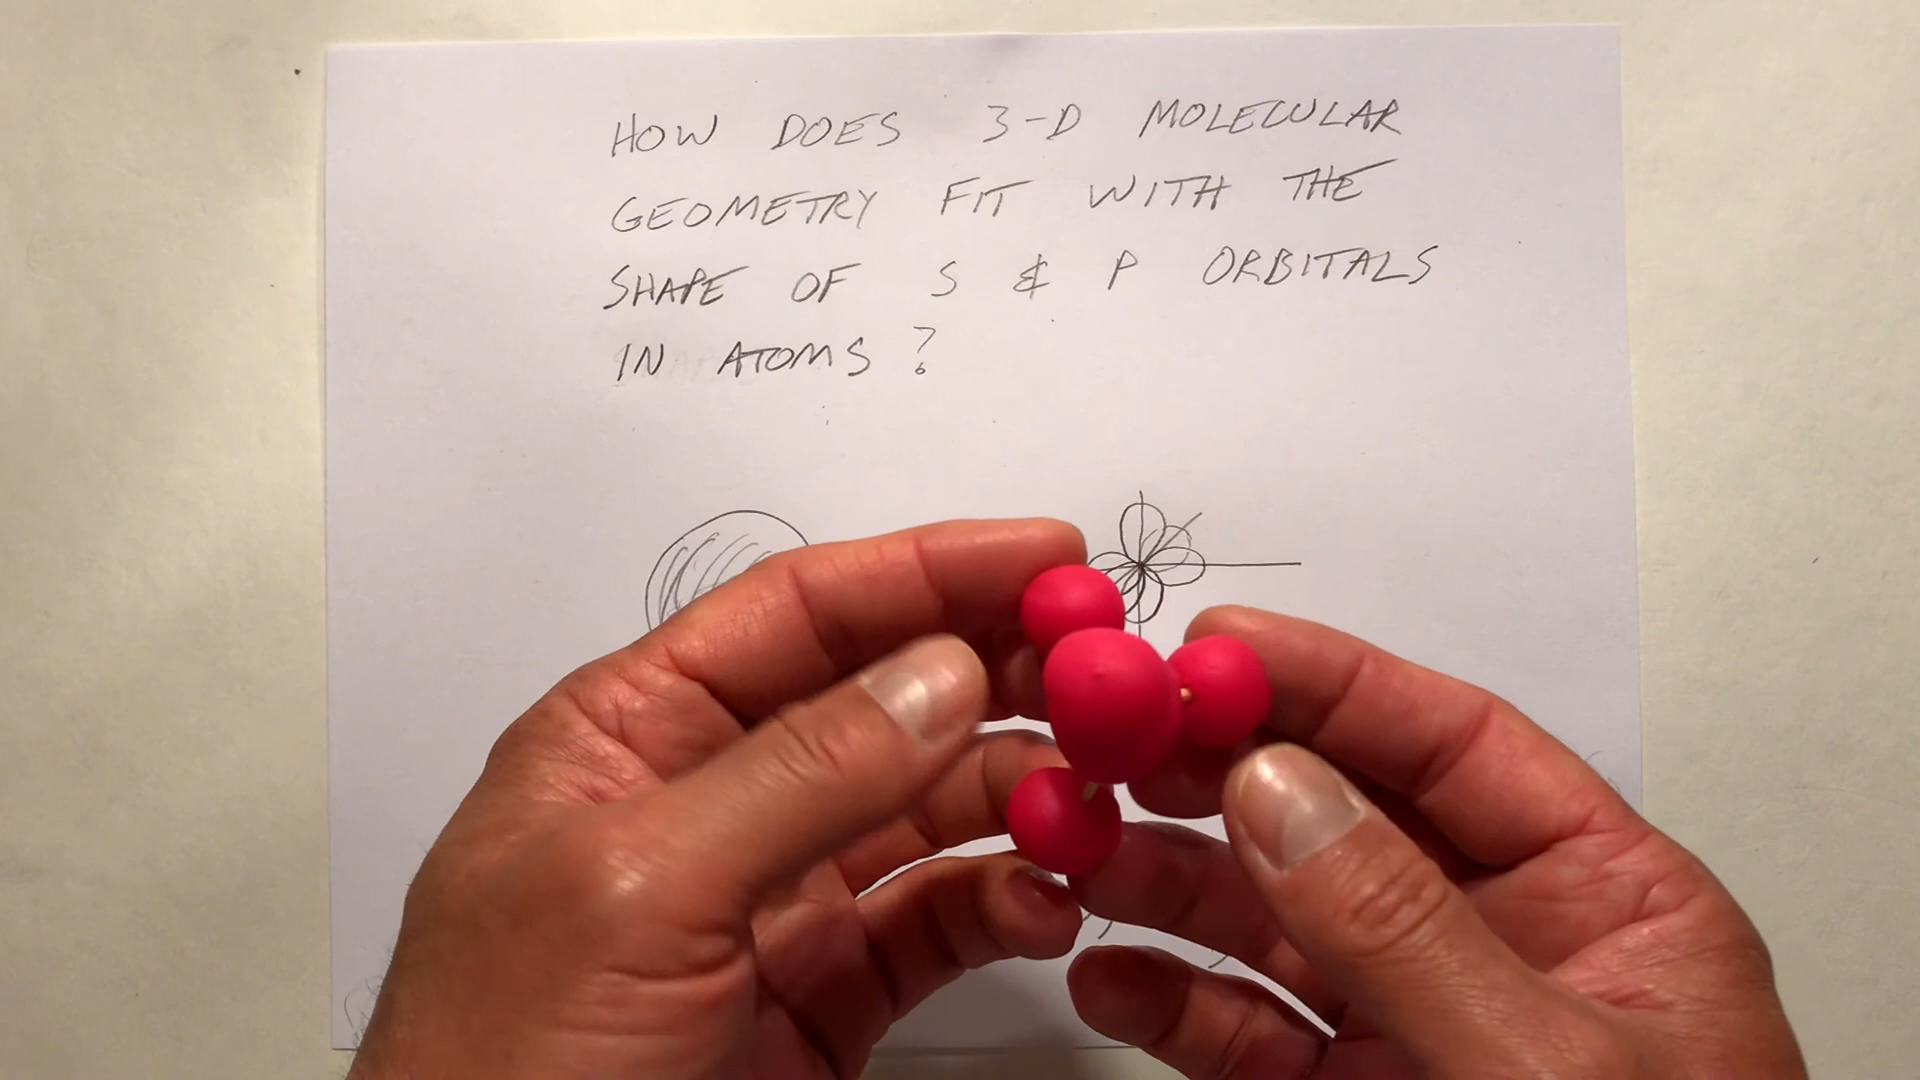 HOW DOES 3-D MOLECULAR
GEOMETRY FIT WITH THE
SHAPE OF S & P ORBITALS
IN ATOMS?